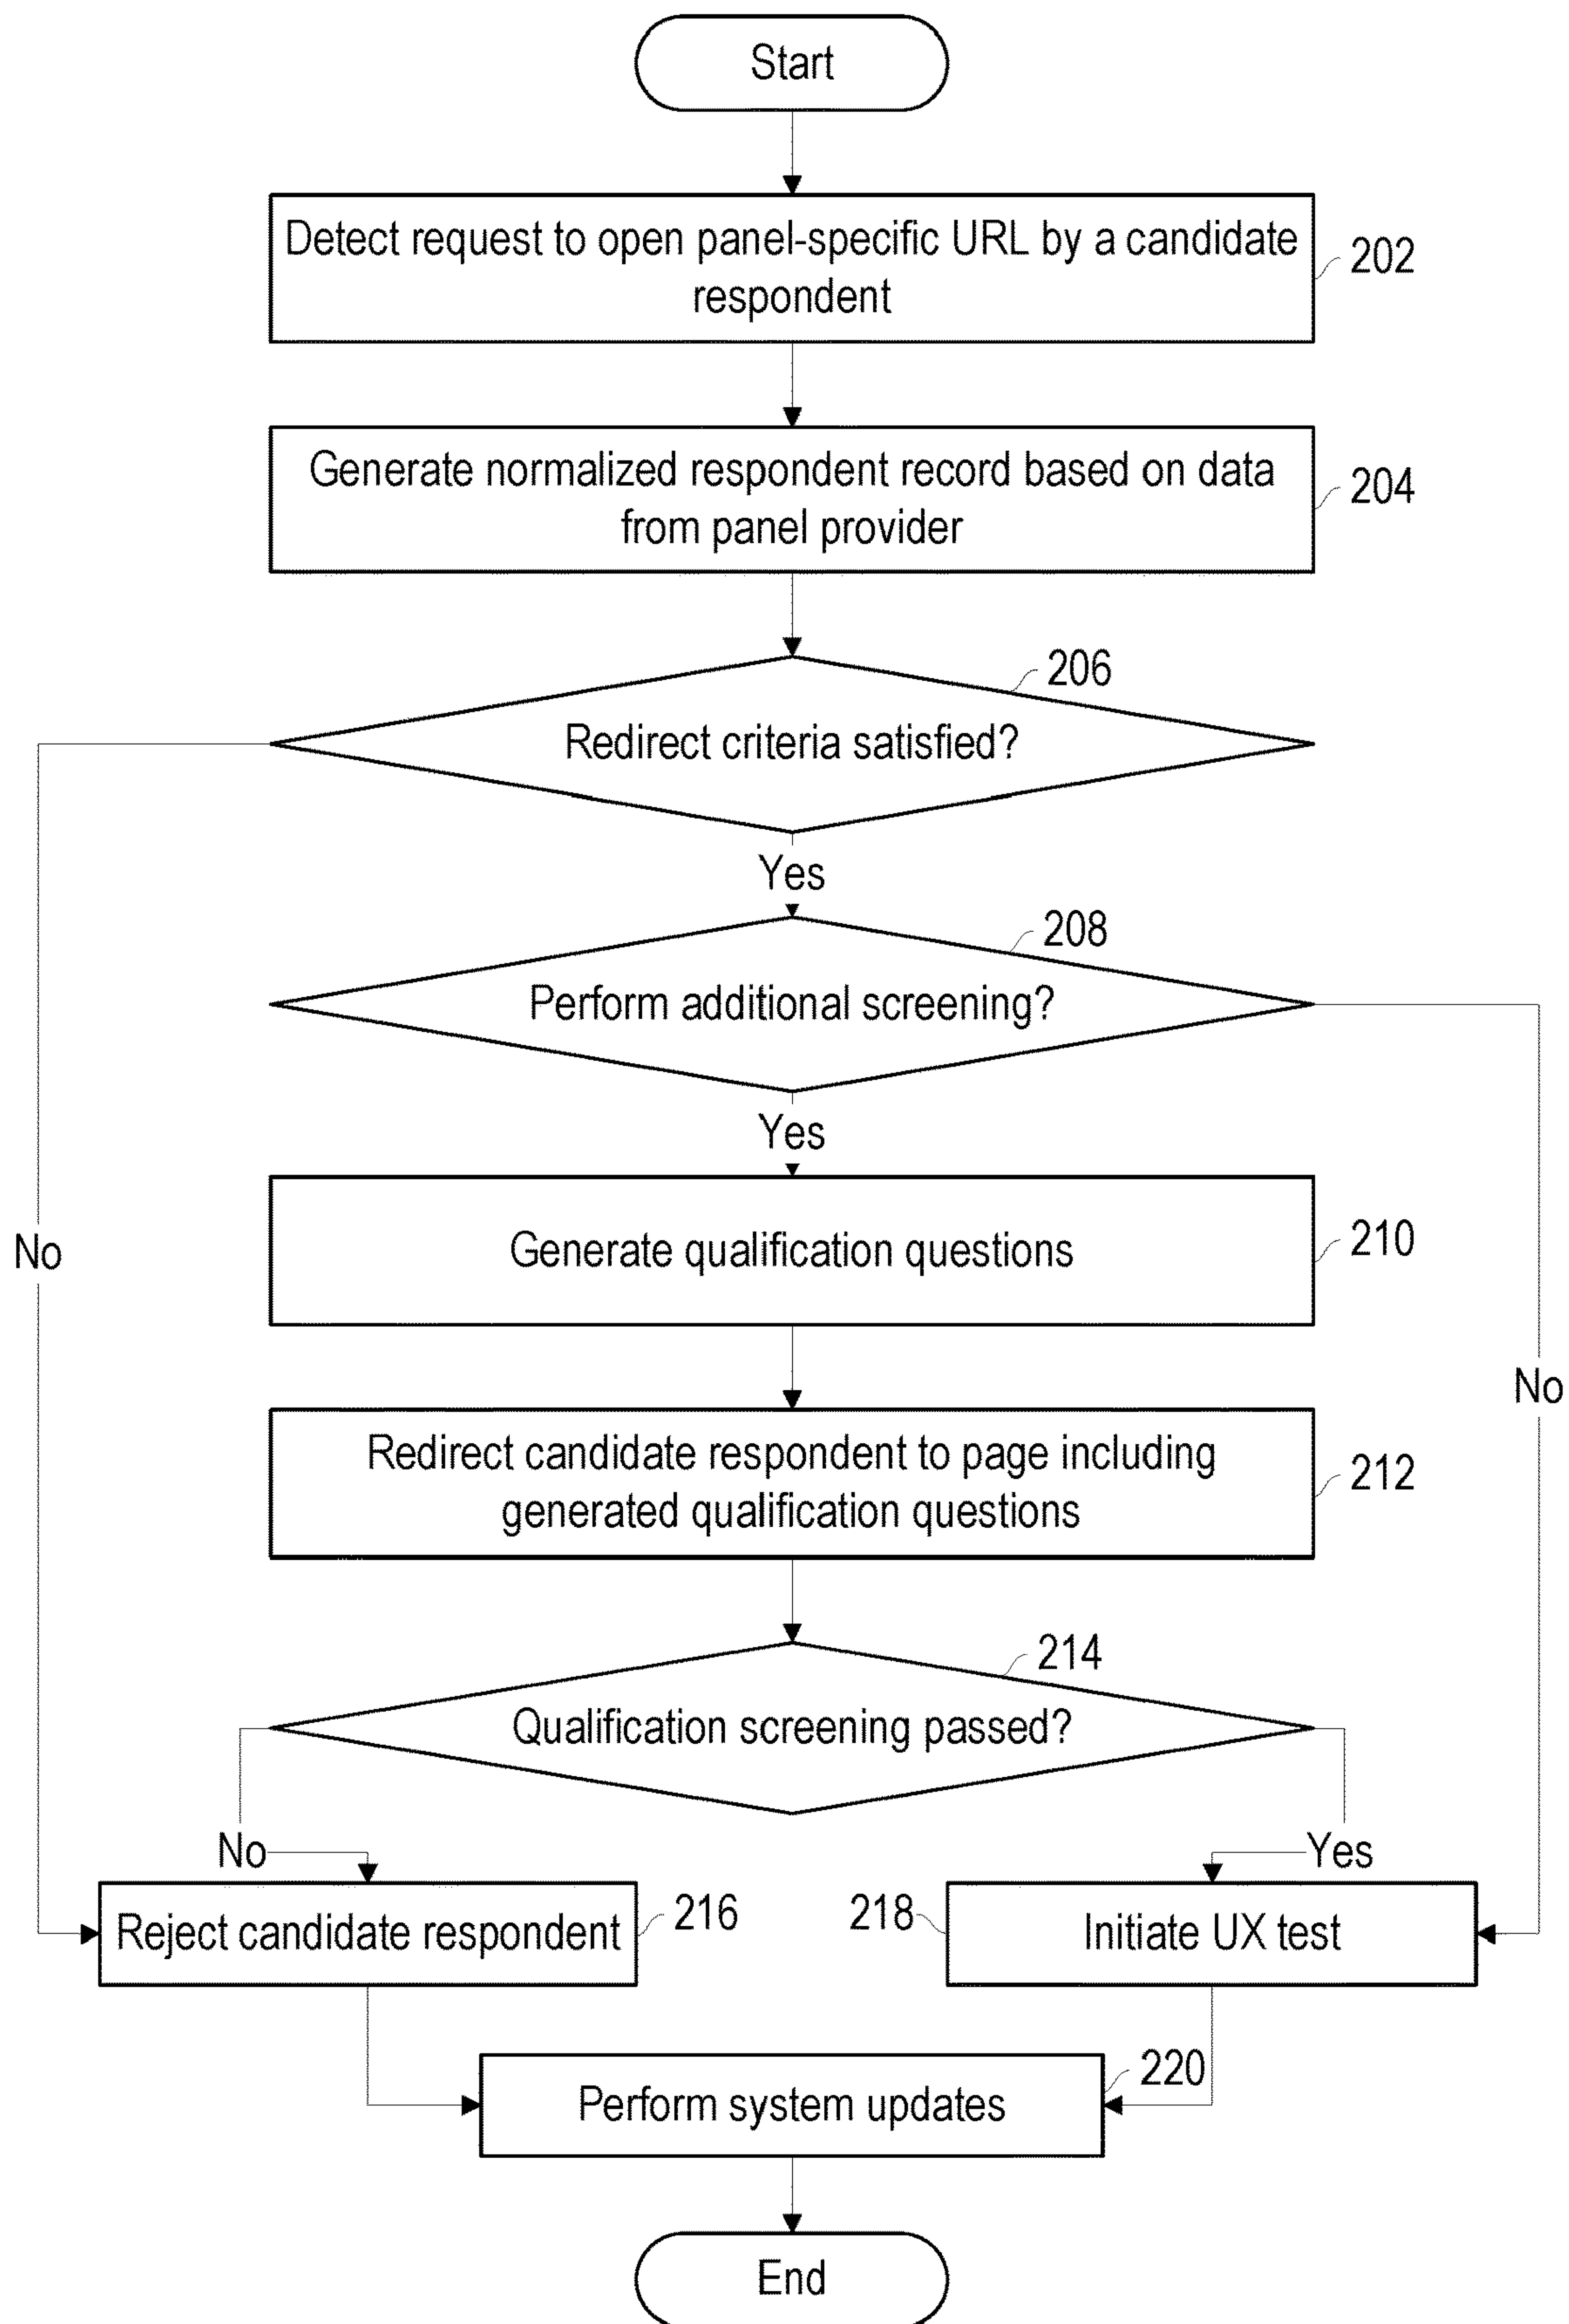 Start
Detect request to open panel-specific URL by a candidate
respondent
202
Generate normalized respondent record based on data
from panel provider
204
206
Redirect criteria satisfied?
Yes
208
Perform additional screening?
Yes
No
Generate qualification questions
210
No
Redirect candidate respondent to page including
generated qualification questions
212
214
Qualification screening passed?
No
Yes
Reject candidate respondent
216
218
Initiate UX test
220
Perform system updates
End